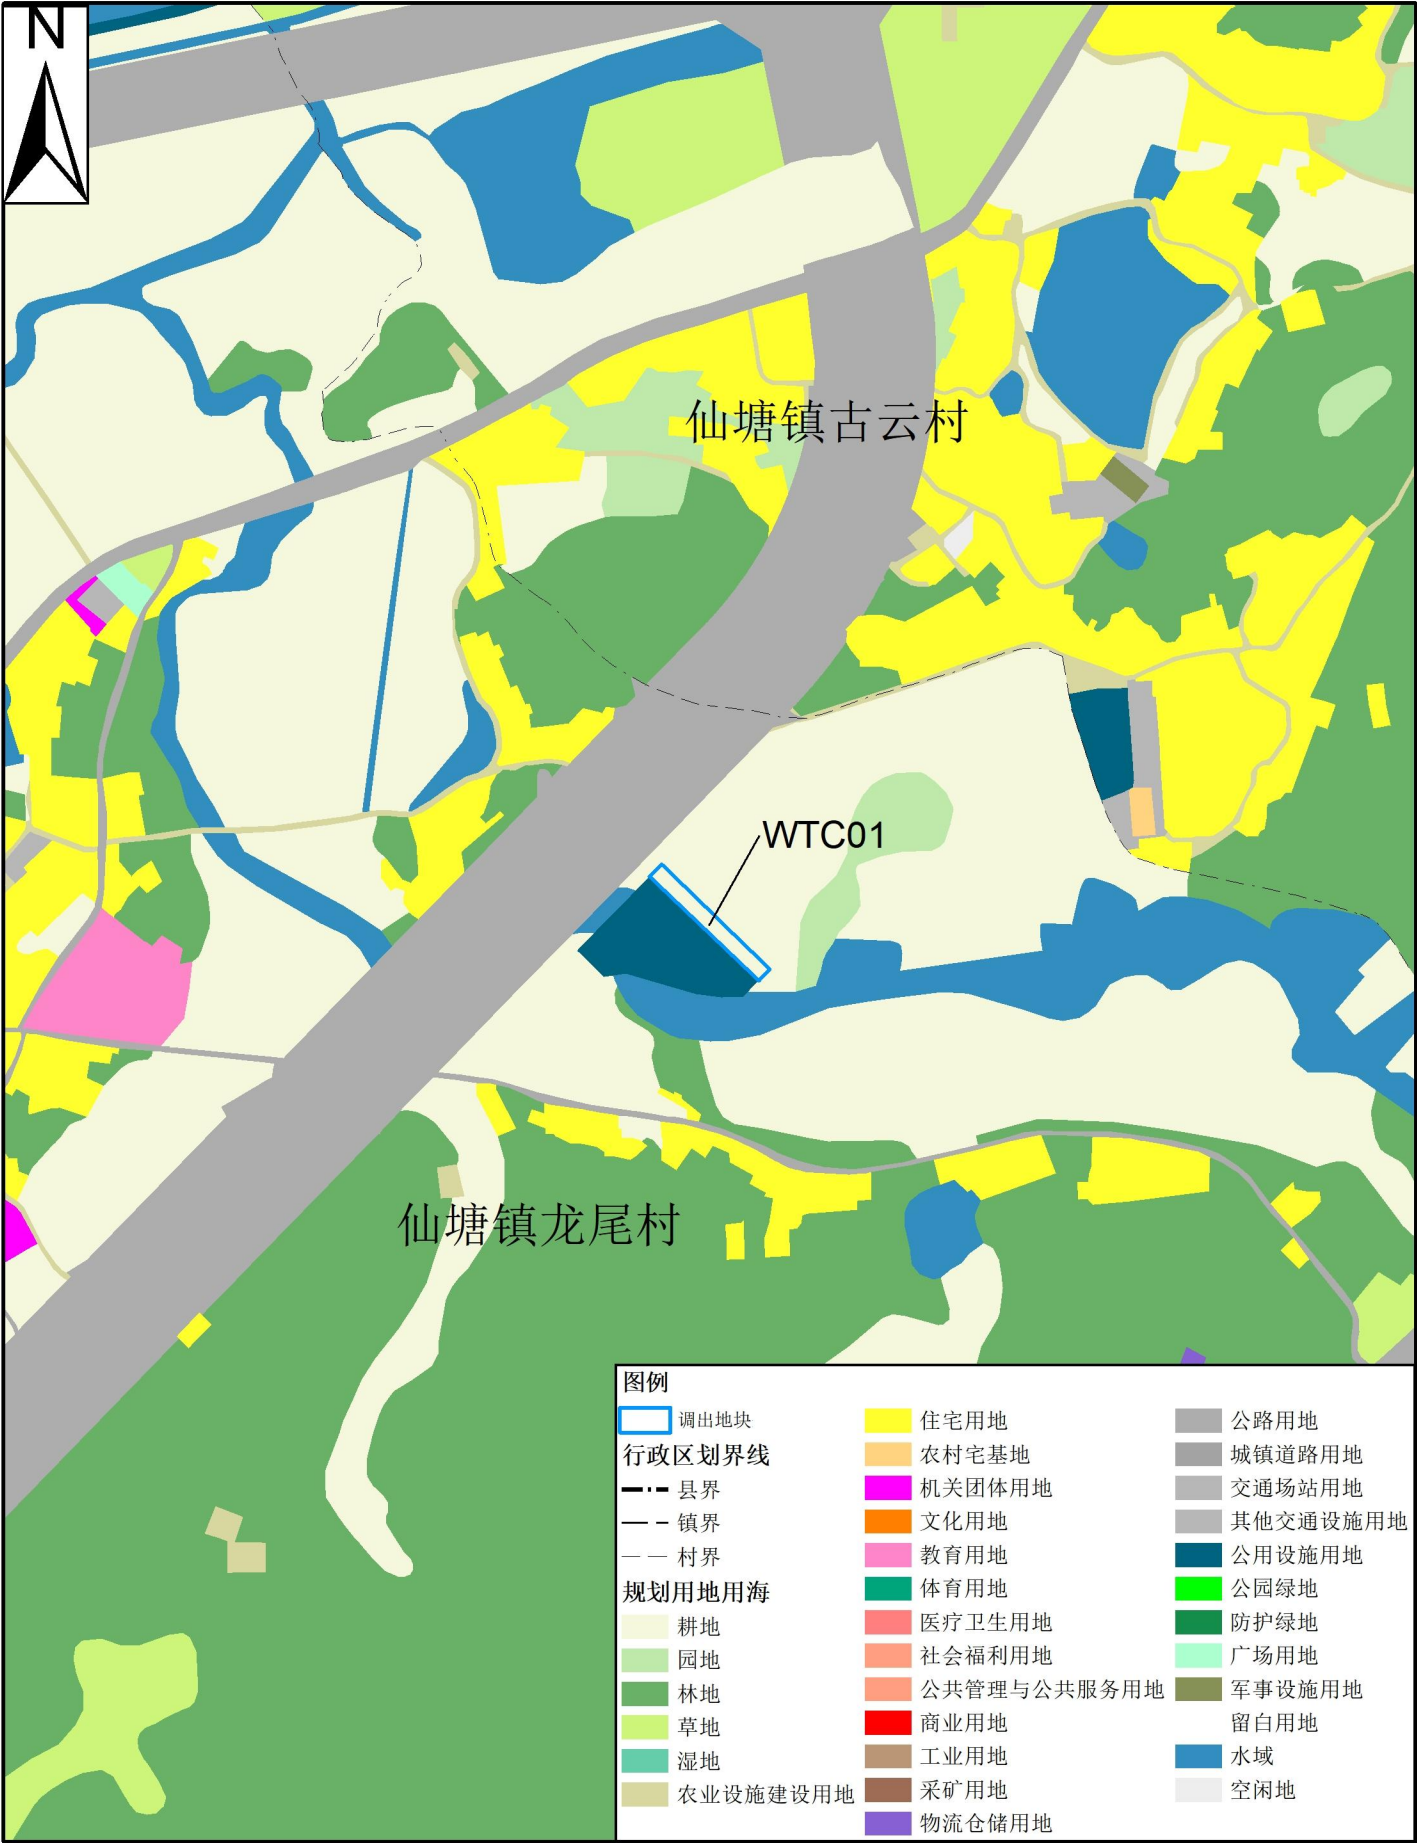 N
仙塘镇古云村
WTC01
仙塘镇龙尾村
图例
调出地块
行政区划界线
县界
镇界
村界
规划用地用海
耕地
园地
林地
草地
湿地
农业设施建设用地
住宅用地
农村宅基地
机关团体用地
文化用地
教育用地
体育用地
医疗卫生用地
社会福利用地
公共管理与公共服务用地
商业用地
工业用地
采矿用地
物流仓储用地
公路用地
城镇道路用地
交通场站用地
其他交通设施用地
公用设施用地
公园绿地
防护绿地
广场用地
军事设施用地
留白用地
水域
空闲地